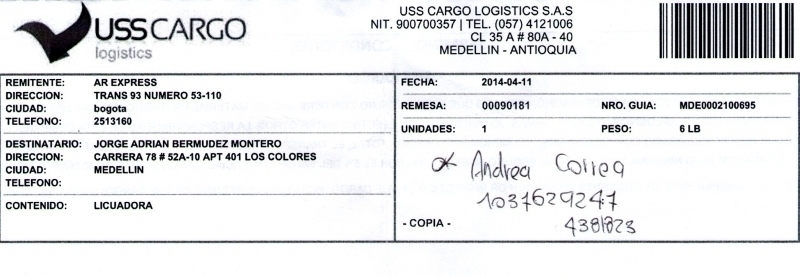 USSCARGO
logistics
USS CARGO LOGISTICS S.A.S
NIT. 900700357 | TEL. (057) 4121006
CL 35 A # 80A - 40
MEDELLIN - ANTIOQUIA
REMITENTE: AR EXPRESS
DIRECCION: TRANS 93 NUMERO 53-110
CIUDAD: bogota
TELEFONO: 2513160
DESTINATARIO: JORGE ADRIAN BERMUDEZ MONTERO
DIRECCION: CARRERA 78 # 52A-10 APT 401 LOS COLORES
CIUDAD: MEDELLIN
TELEFONO:
CONTENIDO: LICUADORA
FECHA: 2014-04-11
REMESA: 00090181 NRO. GUIA: MDE0002100695
UNIDADES: 1 PESO: 6 LB
Andrea Correa
1037629247
4381823
- COPIA -